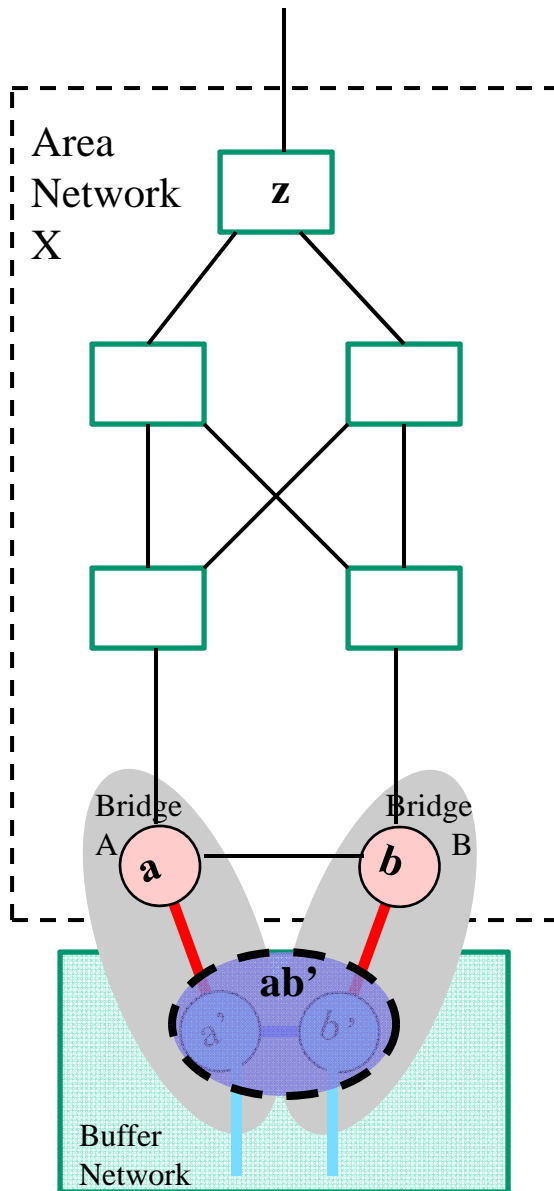 Area
Network
X
z
Bridge
A
Bridge
B
a
b
ab’
a’
b’
Buffer
Network